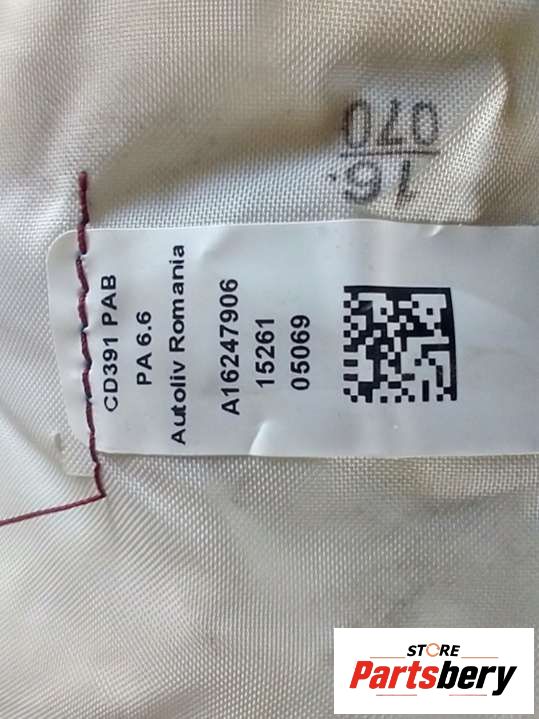 CD391 PAB
PA 6.6
Autoliv Romania
A16247906
15261
05069
16.
070
STORE
Partsbery